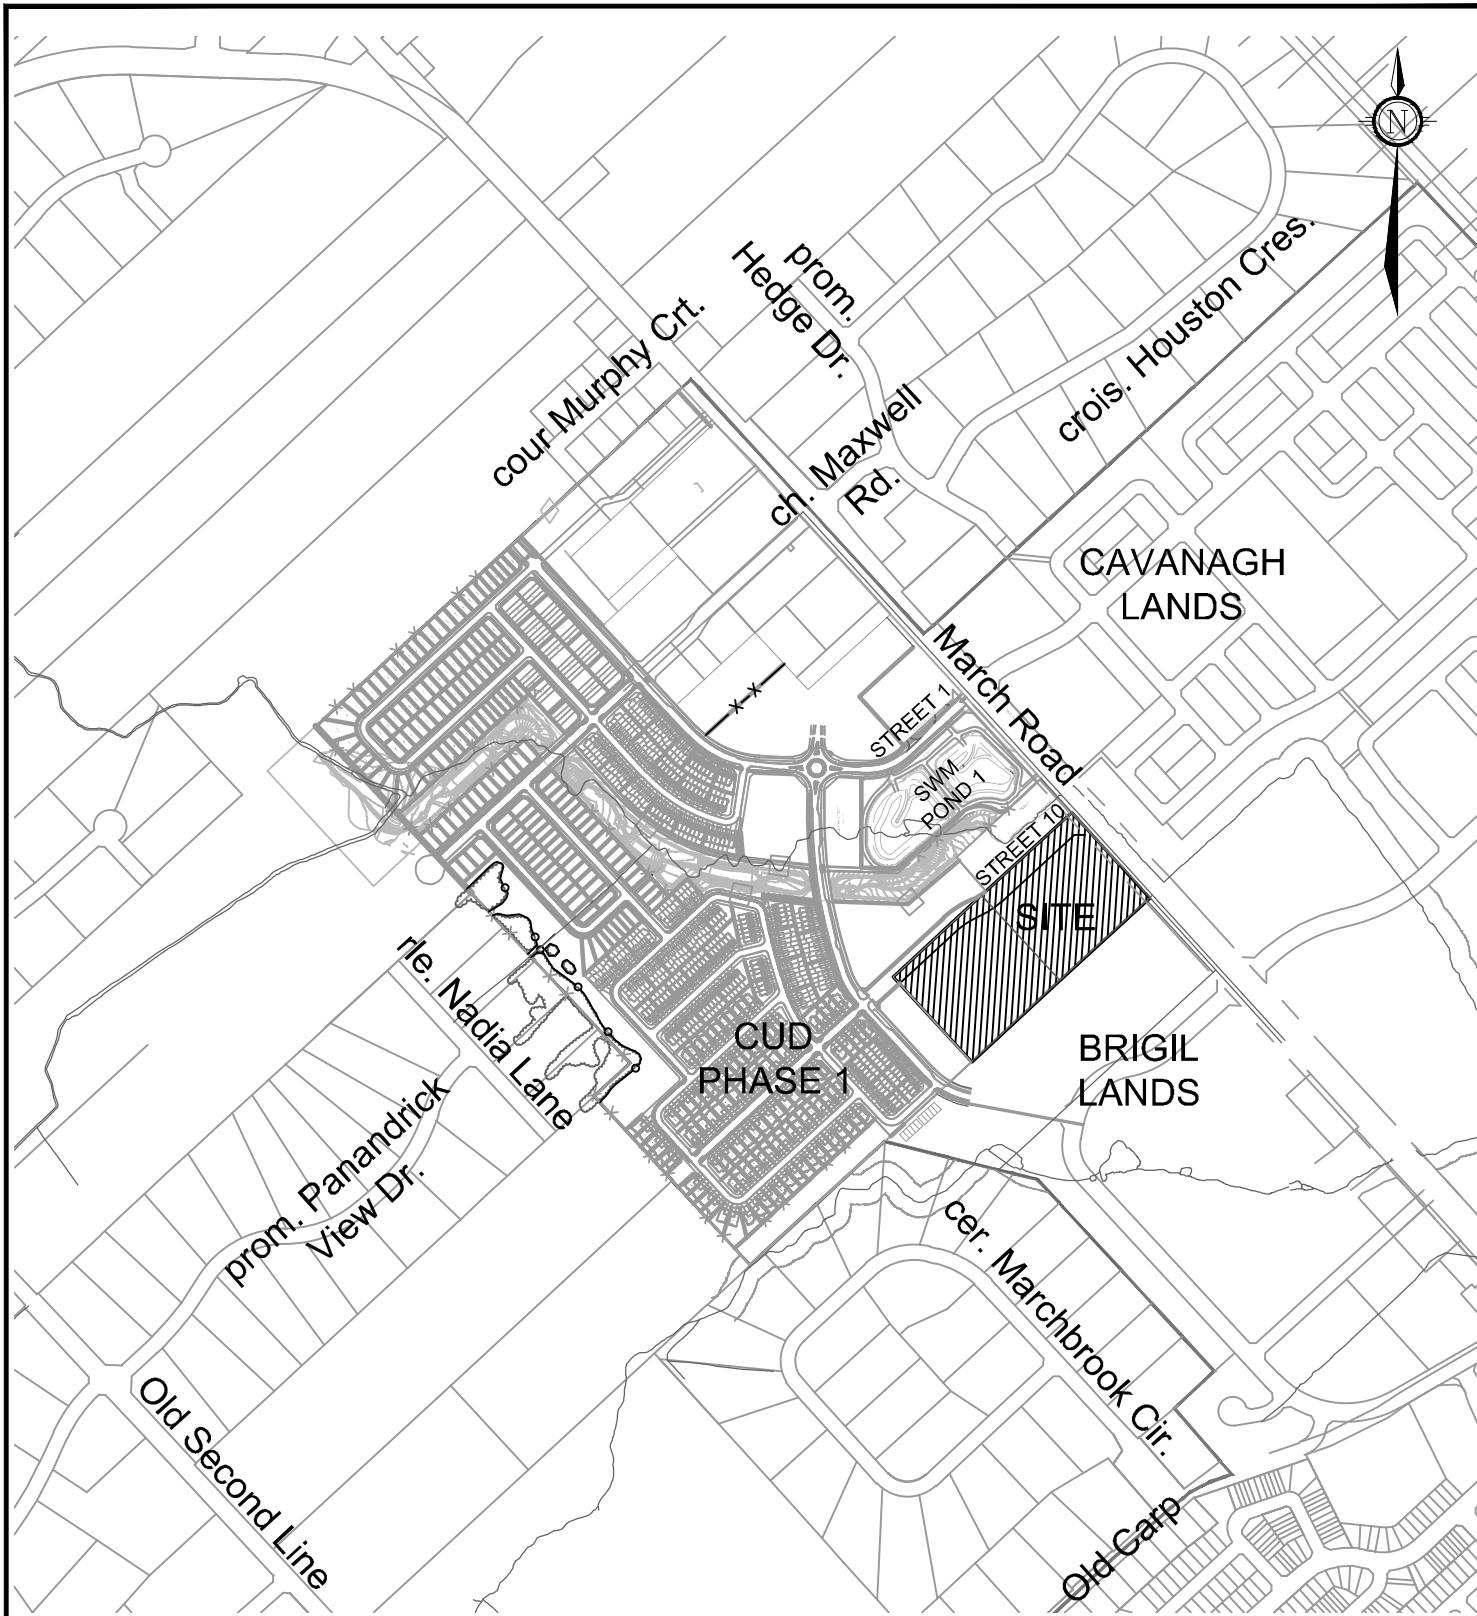 N
prom.
Hedge Dr.
cour Murphy Crt.
crois. Houston Cres.
ch. Maxwell
Rd.
CAVANAGH
LANDS
March Road
STREET 1
SWM
POND 1
STREET 10
SITE
rle. Nadia Lane
CUD
PHASE 1
BRIGIL
LANDS
prom. Panandrick
View Dr.
cer. Marchbrook Cir.
Old Second Line
Old Carp